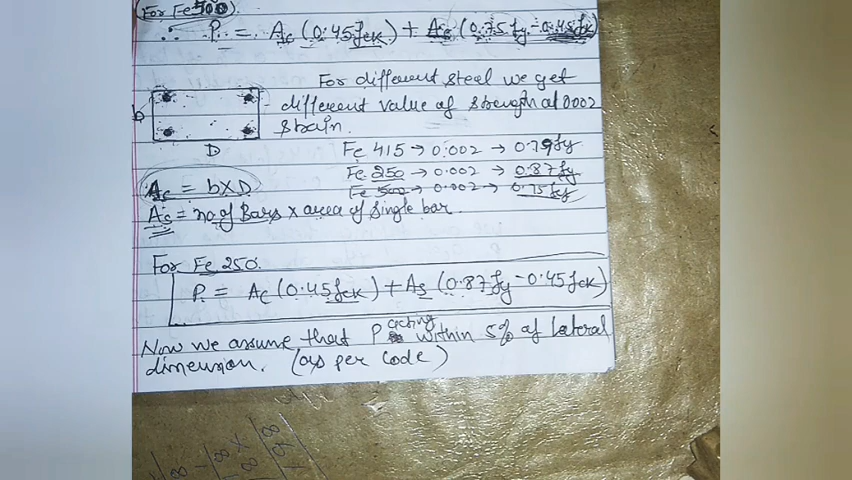 (For Fe500)
∴ P = Ac(0.45fck) + As(0.75fy-0.45fck)
For different steel we get
b
different value of strength at 0.002
strain.
D
Fe 415 → 0.002 → 0.79fy
Fe 250 → 0.002 → 0.87fy
Fe 500 → 0.002 → 0.75fy
Ac = b×D
As = no of Bars × area of single bar.
For Fe 250.
P = Ac(0.45fck) + As(0.87fy-0.45fck)
Now we assume that P acting within 5% of lateral
dimension. (as per code)